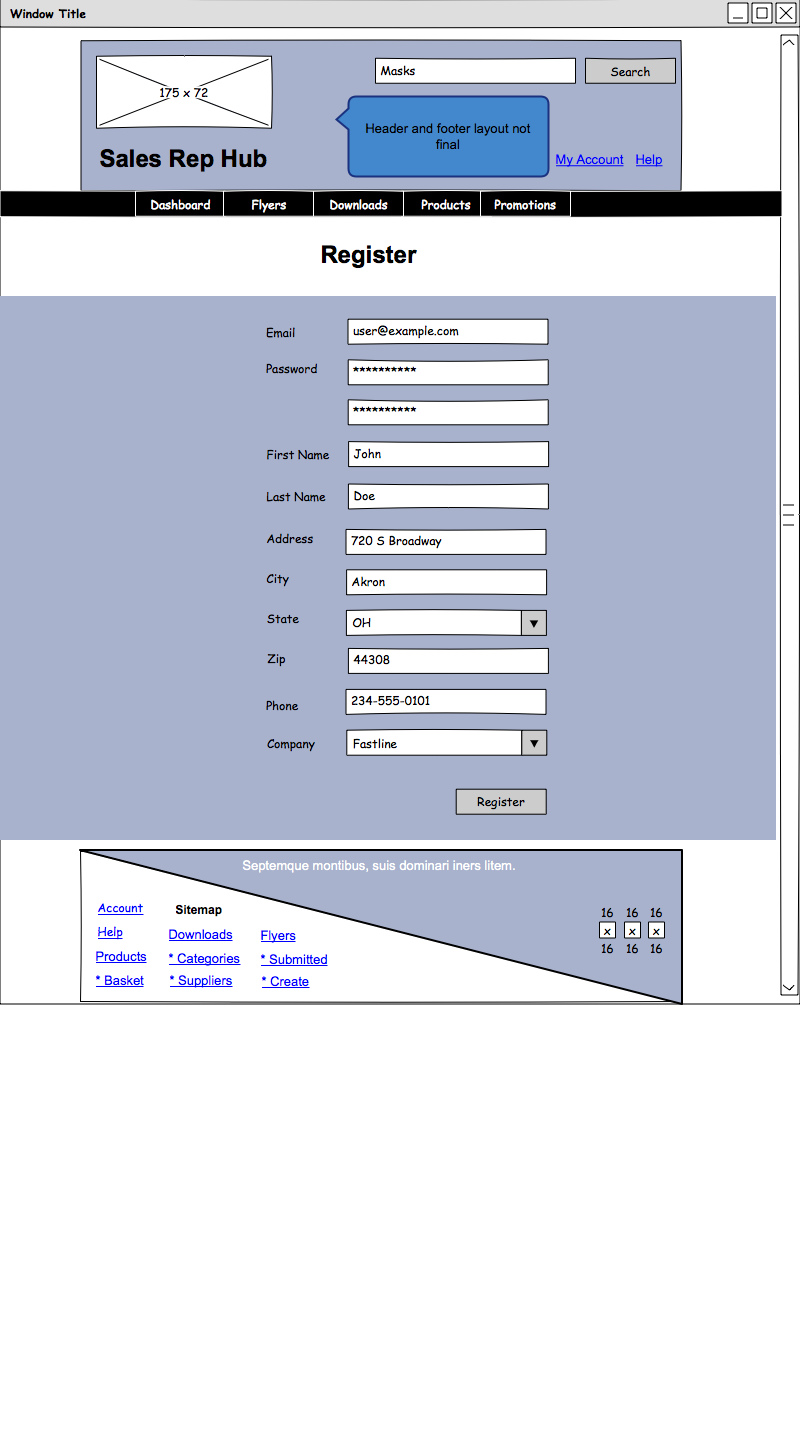 Window Title
175 x 72
Masks
Search
Header and footer layout not
final
Sales Rep Hub
My Account
Help
Dashboard
Flyers
Downloads
Products
Promotions
Register
Email
user@example.com
Password
**********
**********
First Name
John
Last Name
Doe
Address
720 S Broadway
City
Akron
State
OH
Zip
44308
Phone
234-555-0101
Company
Fastline
Register
Septemque montibus, suis dominari iners litem.
Account
Sitemap
Help
Downloads
Flyers
Products
* Categories
* Submitted
* Basket
* Suppliers
* Create
16 16 16
x x x
16 16 16